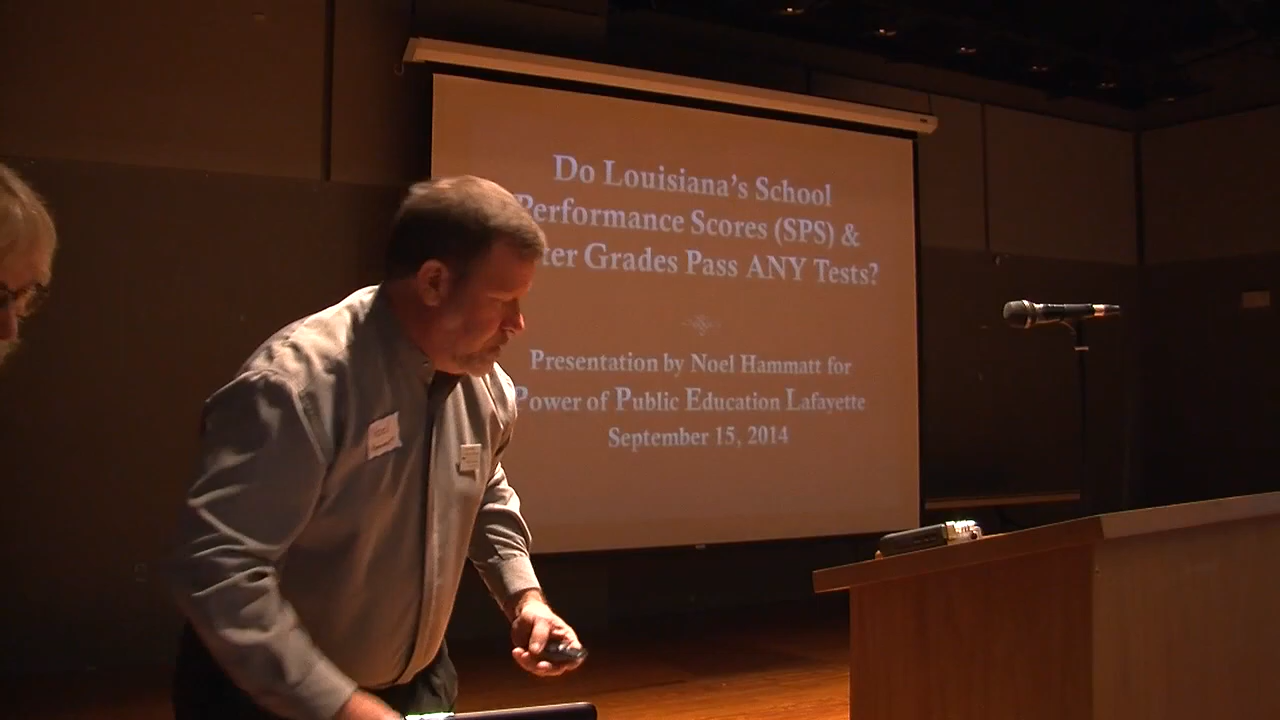 Do Louisiana's School
Performance Scores (SPS) &
ter Grades Pass ANY Tests?
Presentation by Noel Hammatt for
Power of Public Education Lafayette
September 15, 2014